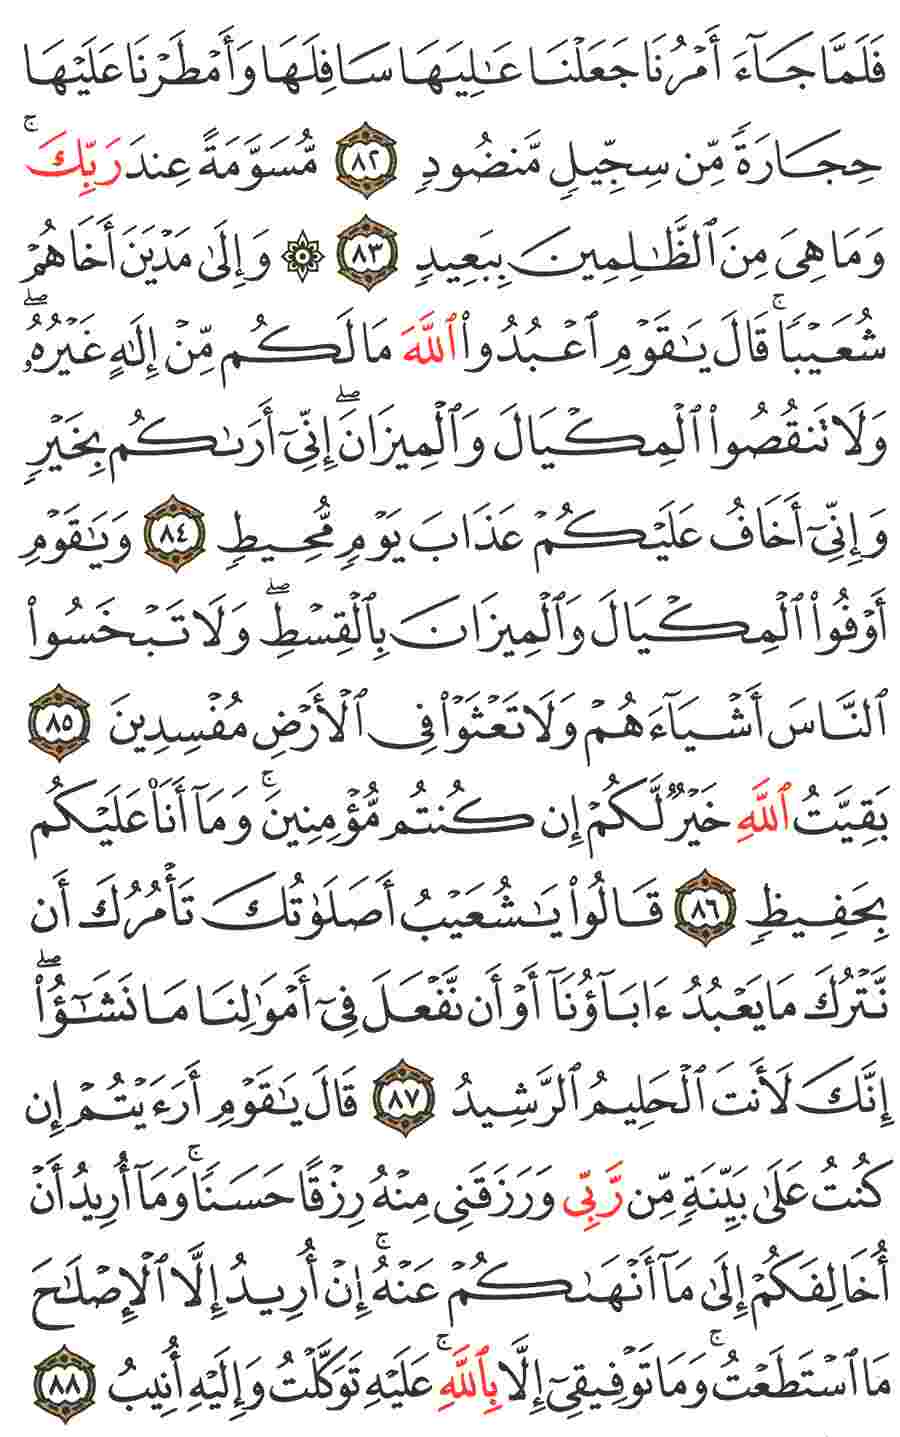 فَلَمَّا جَآءَ أَمۡرُنَا جَعَلۡنَا عَٰلِيَهَا سَافِلَهَا وَأَمۡطَرۡنَا عَلَيۡهَا
حِجَارَةٗ مِّن سِجِّيلٖ مَّنضُودٖ ٨٢ مُّسَوَّمَةً عِندَ رَبِّكَۖ
وَمَا هِيَ مِنَ ٱلظَّٰلِمِينَ بِبَعِيدٖ ٨٣ ۞ وَإِلَىٰ مَدۡيَنَ أَخَاهُمۡ
شُعَيۡبٗاۚ قَالَ يَٰقَوۡمِ ٱعۡبُدُواْ ٱللَّهَ مَا لَكُم مِّنۡ إِلَٰهٍ غَيۡرُهُۥۖ
وَلَا تَنقُصُواْ ٱلۡمِكۡيَالَ وَٱلۡمِيزَانَۖ إِنِّيٓ أَرَىٰكُم بِخَيۡرٖ
وَإِنِّيٓ أَخَافُ عَلَيۡكُمۡ عَذَابَ يَوۡمٖ مُّحِيطٖ ٨٤ وَيَٰقَوۡمِ
أَوۡفُواْ ٱلۡمِكۡيَالَ وَٱلۡمِيزَانَ بِٱلۡقِسۡطِۖ وَلَا تَبۡخَسُواْ
ٱلنَّاسَ أَشۡيَآءَهُمۡ وَلَا تَعۡثَوۡاْ فِي ٱلۡأَرۡضِ مُفۡسِدِينَ ٨٥
بَقِيَّتُ ٱللَّهِ خَيۡرٞ لَّكُمۡ إِن كُنتُم مُّؤۡمِنِينَۚ وَمَآ أَنَا۠ عَلَيۡكُم
بِحَفِيظٖ ٨٦ قَالُواْ يَٰشُعَيۡبُ أَصَلَوٰتُكَ تَأۡمُرُكَ أَن
نَّتۡرُكَ مَا يَعۡبُدُ ءَابَآؤُنَآ أَوۡ أَن نَّفۡعَلَ فِيٓ أَمۡوَٰلِنَا مَا نَشَٰٓؤُاْۖ
إِنَّكَ لَأَنتَ ٱلۡحَلِيمُ ٱلرَّشِيدُ ٨٧ قَالَ يَٰقَوۡمِ أَرَءَيۡتُمۡ إِن
كُنتُ عَلَىٰ بَيِّنَةٖ مِّن رَّبِّي وَرَزَقَنِي مِنۡهُ رِزۡقًا حَسَنٗاۚ وَمَآ أُرِيدُ أَنۡ
أُخَالِفَكُمۡ إِلَىٰ مَآ أَنۡهَىٰكُمۡ عَنۡهُۚ إِنۡ أُرِيدُ إِلَّا ٱلۡإِصۡلَٰحَ
مَا ٱسۡتَطَعۡتُۚ وَمَا تَوۡفِيقِيٓ إِلَّا بِٱللَّهِۚ عَلَيۡهِ تَوَكَّلۡتُ وَإِلَيۡهِ أُنِيبُ ٨٨